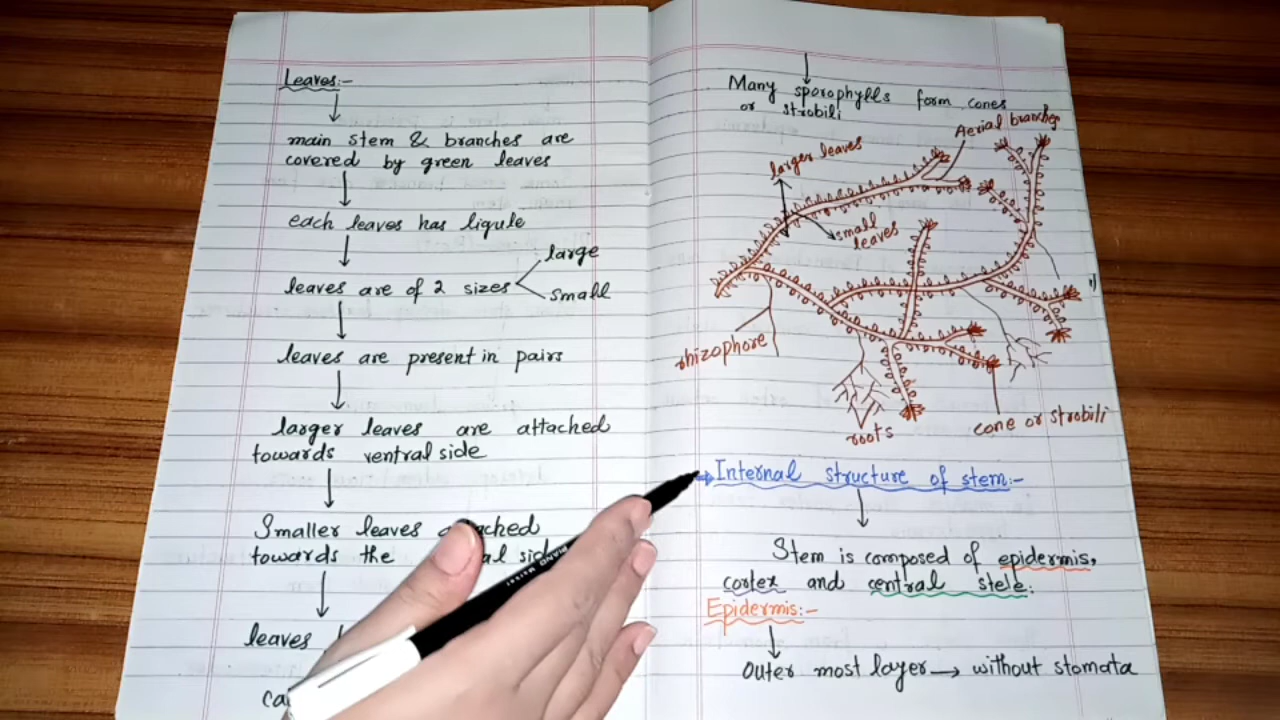 Leaves:-
main stem & branches are
covered by green leaves
each leaves has ligule
leaves are of 2 sizes
large
small
leaves are present in pairs
larger leaves are attached
towards ventral side
Smaller leaves attached
towards the
leaves
Many sporophylls form cones
or strobili
Aerial branches
larger leaves
small
leaves
rhizophore
roots
cone or strobili
Internal structure of stem:-
Stem is composed of epidermis,
cortex and central stele.
Epidermis:-
Outer most layer → without stomata